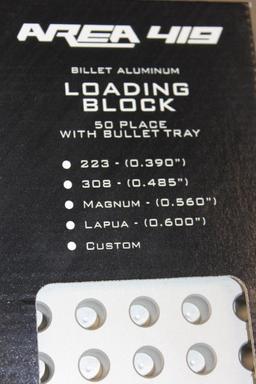 AREA 419
BILLET ALUMINUM
LOADING
BLOCK
50 PLACE
WITH BULLET TRAY
223 - (0.390")
308 - (0.485")
MAGNUM - (0.560")
LAPUA - (0.600")
CUSTOM